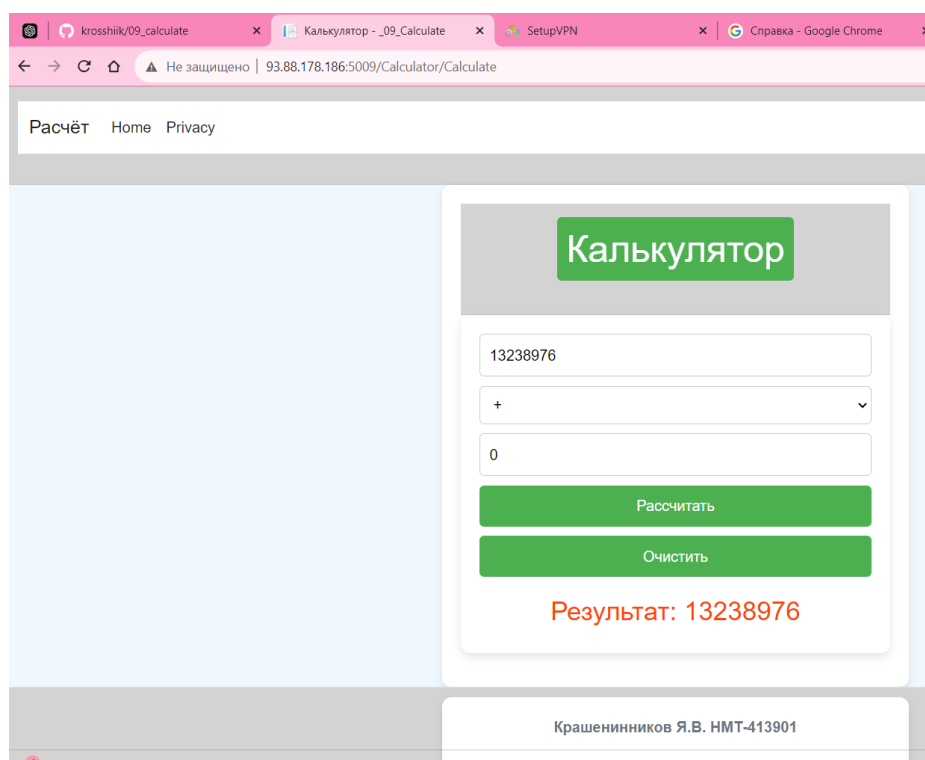 krosshiik/09_calculate
Калькулятор - _09_Calculate
SetupVPN
Справка - Google Chrome
Не защищено | 93.88.178.186:5009/Calculator/Calculate
Расчёт Home Privacy
Калькулятор
13238976
+
0
Рассчитать
Очистить
Результат: 13238976
Крашенинников Я.В. НМТ-413901